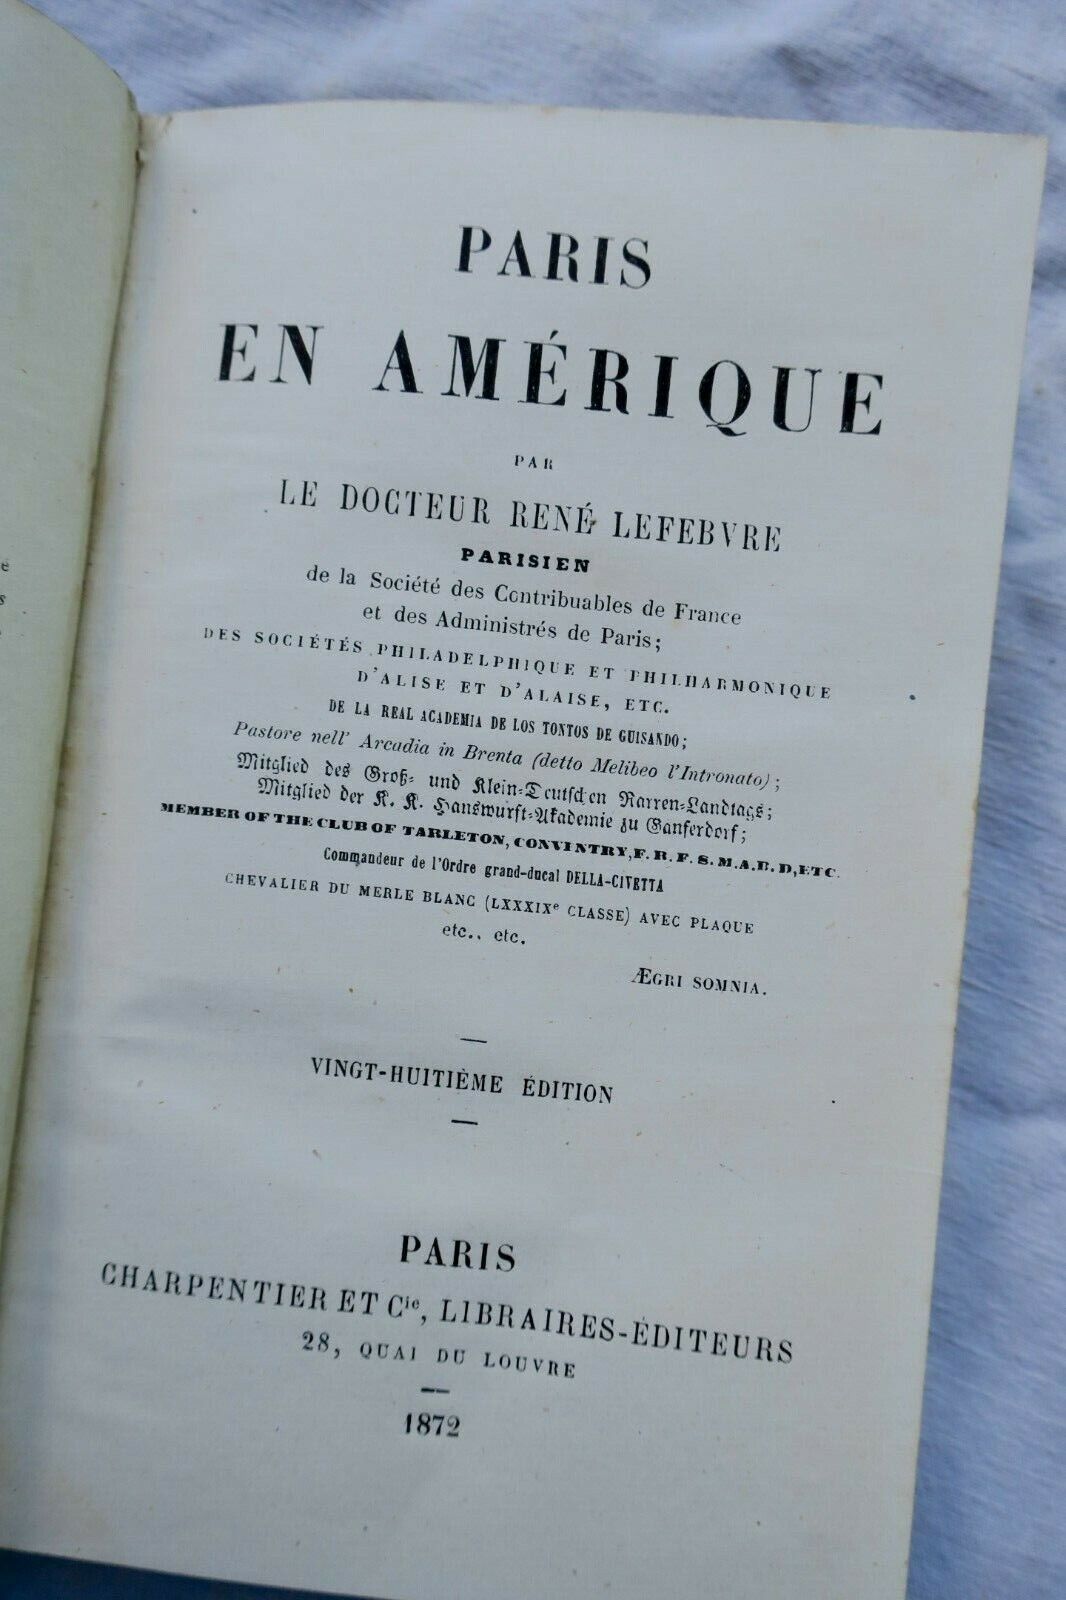 PARIS
EN AMÉRIQUE
PAR
LE DOCTEUR RENÉ LEFEBVRE
PARISIEN
de la Société des Contribuables de France
et des Administrés de Paris;
DES SOCIÉTÉS PHILADELPHIQUE ET PHILHARMONIQUE
D'ALISE ET D'ALAISE, ETC.
DE LA REAL ACADEMIA DE LOS TONTOS DE GUISANDO;
Pastore nell' Arcadia in Brenta (detto Melibeo l'Intronato);
Mitglied des Groß- und Klein-Teutschen Narren-Landtags;
Mitglied der K. K. Hanswurst-Akademie zu Ganferdorf;
MEMBER OF THE CLUB OF TARLETON, CONVINTRY, F. R. F. S. M. A. B. D, ETC.
Commandeur de l'Ordre grand-ducal DELLA-CIVETTA
CHEVALIER DU MERLE BLANC (LXXXIXe CLASSE) AVEC PLAQUE
etc., etc.
ÆGRI SOMNIA.
VINGT-HUITIÈME ÉDITION
PARIS
CHARPENTIER ET Cie, LIBRAIRES-ÉDITEURS
28, QUAI DU LOUVRE
1872